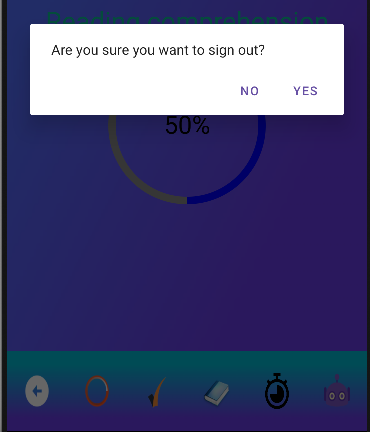 Reading comprehension
Are you sure you want to sign out?
NO YES
50%